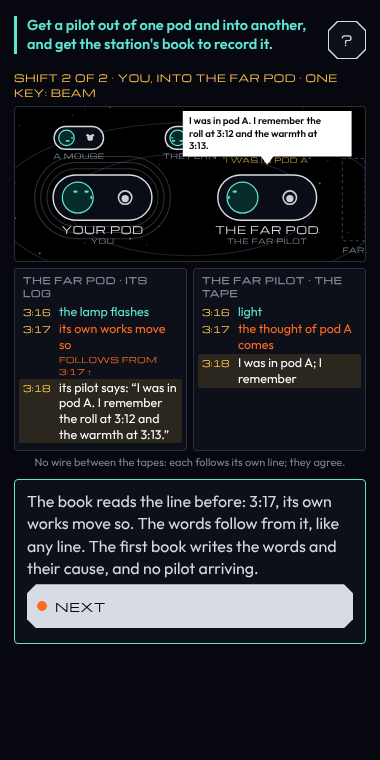 Get a pilot out of one pod and into another,
and get the station's book to record it.
?
SHIFT 2 OF 2 · YOU, INTO THE FAR POD · ONE
KEY: BEAM
I was in pod A. I remember the
roll at 3:12 and the warmth at
3:13.
A MOUSE
YOUR POD
YOU
THE FAR POD
THE FAR PILOT
FAR
THE FAR POD · ITS
LOG
3:16 the lamp flashes
3:17 its own works move
so
FOLLOWS FROM
3:17 ↑
3:18 its pilot says: “I was in
pod A. I remember
the roll at 3:12 and
the warmth at 3:13.”
THE FAR PILOT · THE
TAPE
3:16 light
3:17 the thought of pod A
comes
3:18 I was in pod A; I
remember
No wire between the tapes: each follows its own line; they agree.
The book reads the line before: 3:17, its own
works move so. The words follow from it, like
any line. The first book writes the words and
their cause, and no pilot arriving.
NEXT